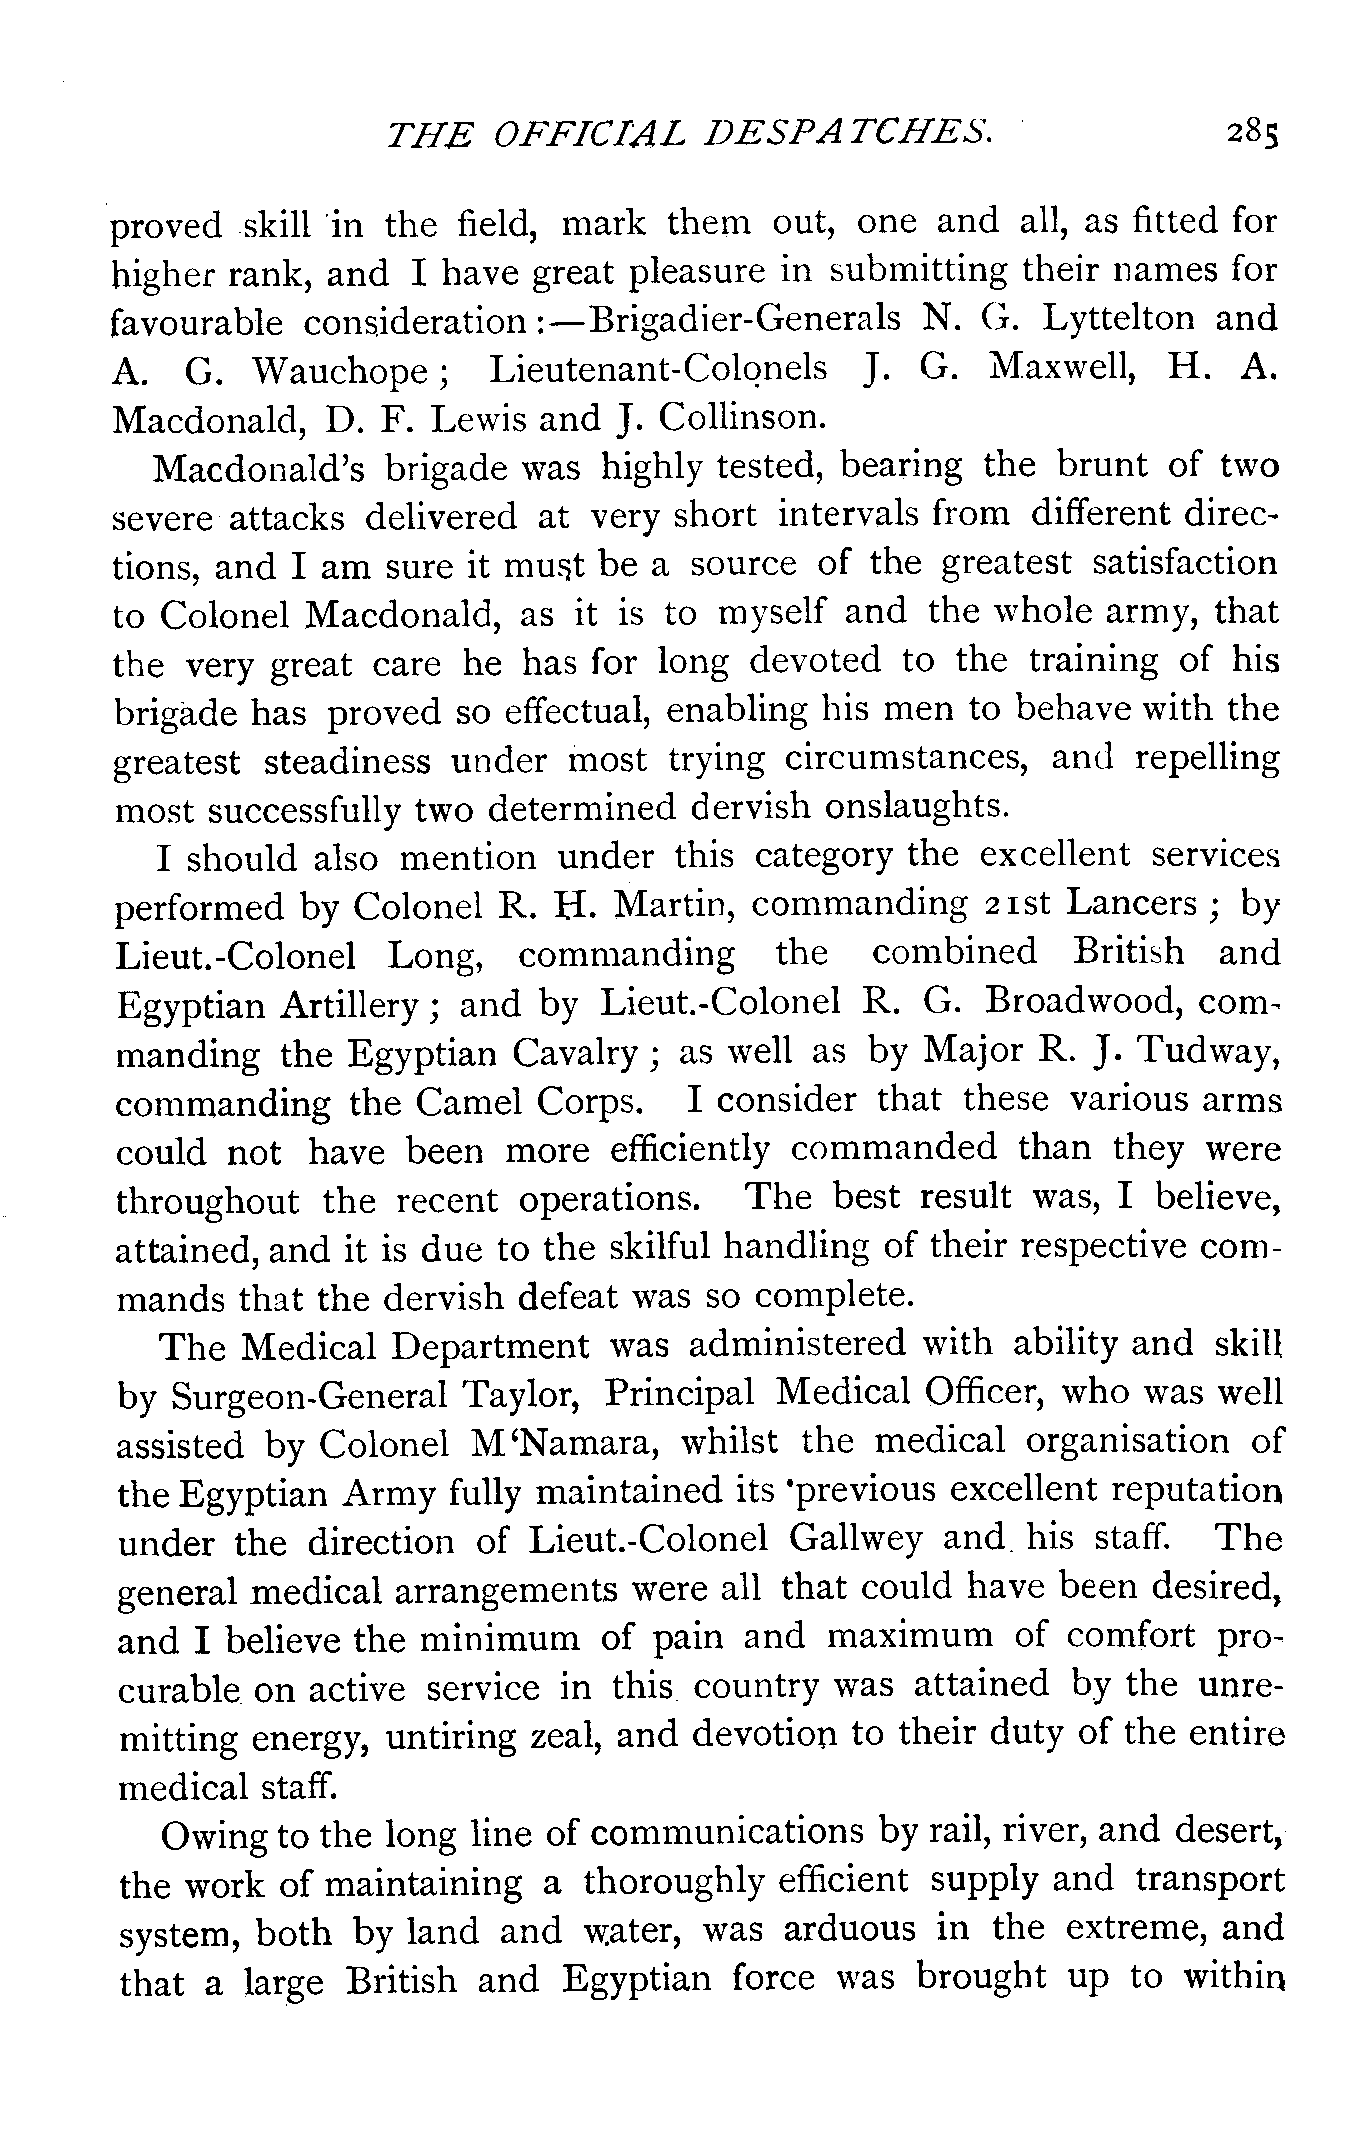 THE OFFICIAL DESPATCHES. 285
proved skill in the field, mark them out, one and all, as fitted for
higher rank, and I have great pleasure in submitting their names for
favourable consideration :—Brigadier-Generals N. G. Lyttelton and
A. G. Wauchope ; Lieutenant-Colonels J. G. Maxwell, H. A.
Macdonald, D. F. Lewis and J. Collinson.
Macdonald's brigade was highly tested, bearing the brunt of two
severe attacks delivered at very short intervals from different direc-
tions, and I am sure it must be a source of the greatest satisfaction
to Colonel Macdonald, as it is to myself and the whole army, that
the very great care he has for long devoted to the training of his
brigade has proved so effectual, enabling his men to behave with the
greatest steadiness under most trying circumstances, and repelling
most successfully two determined dervish onslaughts.
I should also mention under this category the excellent services
performed by Colonel R. H. Martin, commanding 21st Lancers ; by
Lieut.-Colonel Long, commanding the combined British and
Egyptian Artillery ; and by Lieut.-Colonel R. G. Broadwood, com-
manding the Egyptian Cavalry ; as well as by Major R. J. Tudway,
commanding the Camel Corps. I consider that these various arms
could not have been more efficiently commanded than they were
throughout the recent operations. The best result was, I believe,
attained, and it is due to the skilful handling of their respective com-
mands that the dervish defeat was so complete.
The Medical Department was administered with ability and skill
by Surgeon-General Taylor, Principal Medical Officer, who was well
assisted by Colonel M‘Namara, whilst the medical organisation of
the Egyptian Army fully maintained its 'previous excellent reputation
under the direction of Lieut.-Colonel Gallwey and his staff. The
general medical arrangements were all that could have been desired,
and I believe the minimum of pain and maximum of comfort pro-
curable on active service in this country was attained by the unre-
mitting energy, untiring zeal, and devotion to their duty of the entire
medical staff.
Owing to the long line of communications by rail, river, and desert,
the work of maintaining a thoroughly efficient supply and transport
system, both by land and water, was arduous in the extreme, and
that a large British and Egyptian force was brought up to within